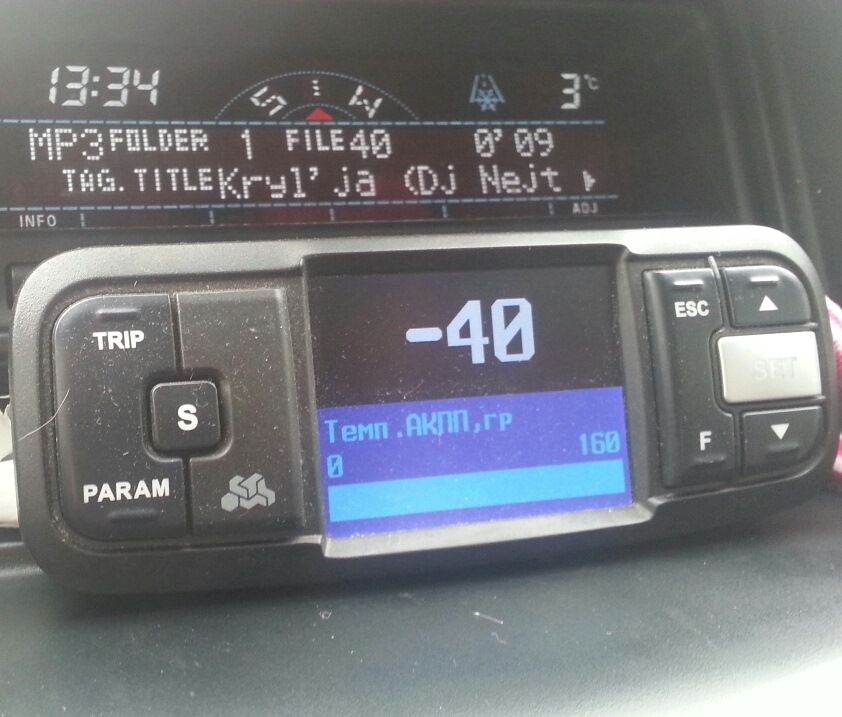 13:34 S W 3°C
MP3 FOLDER 1 FILE 40 0'09
TAG.TITLE Kryl'ja (Dj Nejt
INFO ADJ
TRIP
S
PARAM
-40
Темп.АКПП,гр
0 160
ESC
SET
F